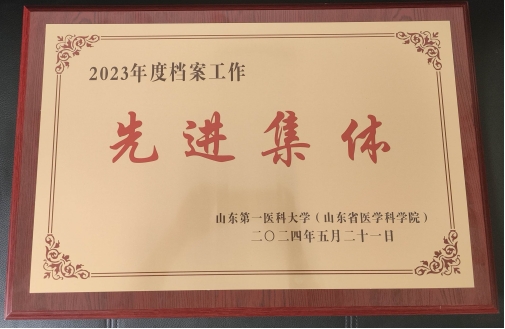 2023年度档案工作
先进集体
山东第一医科大学（山东省医学科学院）
二〇二四年五月二十一日